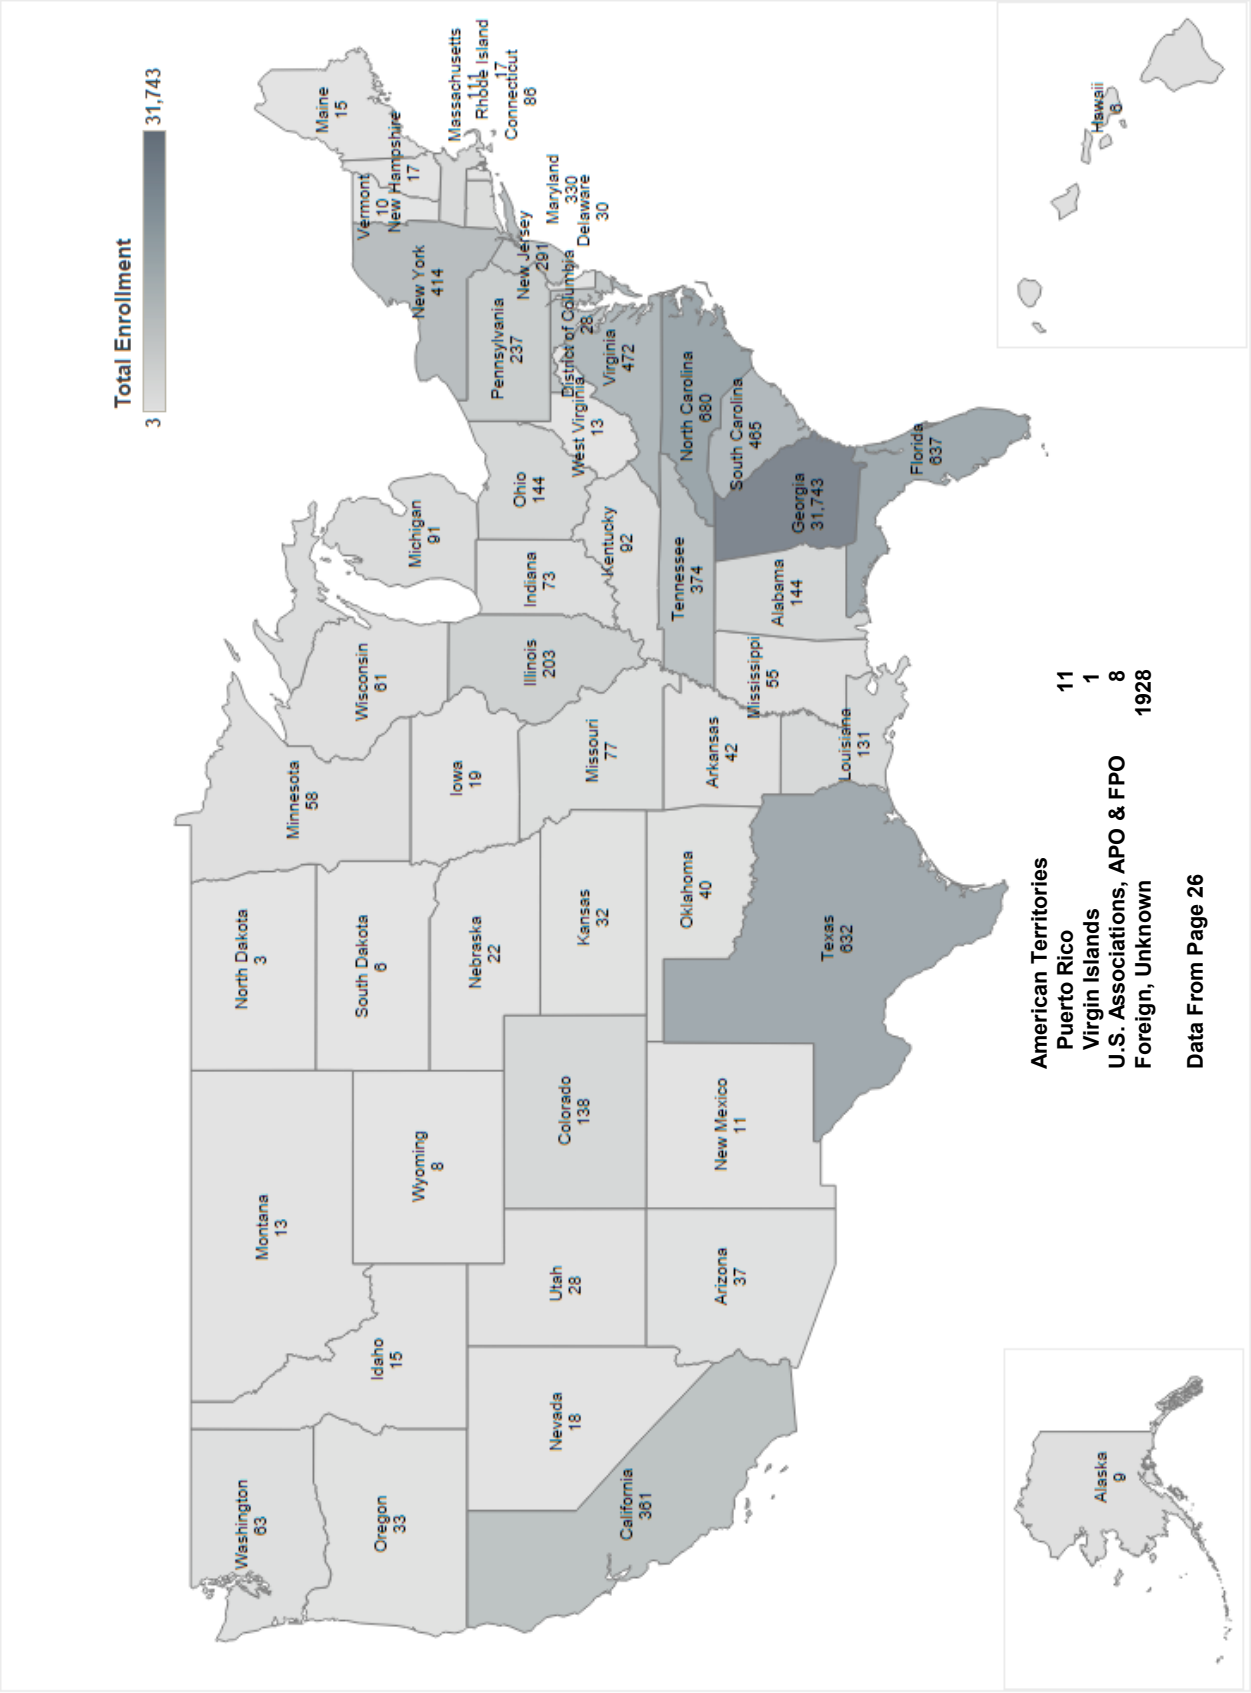 Total Enrollment
3
31,743
Washington
63
Oregon
33
California
361
Idaho
15
Nevada
18
Montana
13
Wyoming
8
Utah
28
Arizona
37
Colorado
138
New Mexico
11
North Dakota
3
South Dakota
6
Nebraska
22
Kansas
32
Oklahoma
40
Texas
632
Minnesota
58
Iowa
19
Missouri
77
Arkansas
42
Louisiana
131
Wisconsin
61
Illinois
203
Mississippi
55
Michigan
91
Indiana
73
Ohio
144
Kentucky
92
Tennessee
374
Alabama
144
Georgia
31,743
Florida
637
South Carolina
465
North Carolina
680
Virginia
472
West Virginia
13
District of Columbia
28
Pennsylvania
237
New York
414
New Jersey
291
Maryland
330
Delaware
30
Vermont
10
New Hampshire
17
Maine
15
Massachusetts
111
Rhode Island
17
Connecticut
86
Alaska
9
Hawaii
6
American Territories
Puerto Rico 11
Virgin Islands 1
U.S. Associations, APO & FPO 8
Foreign, Unknown 1928
Data From Page 26